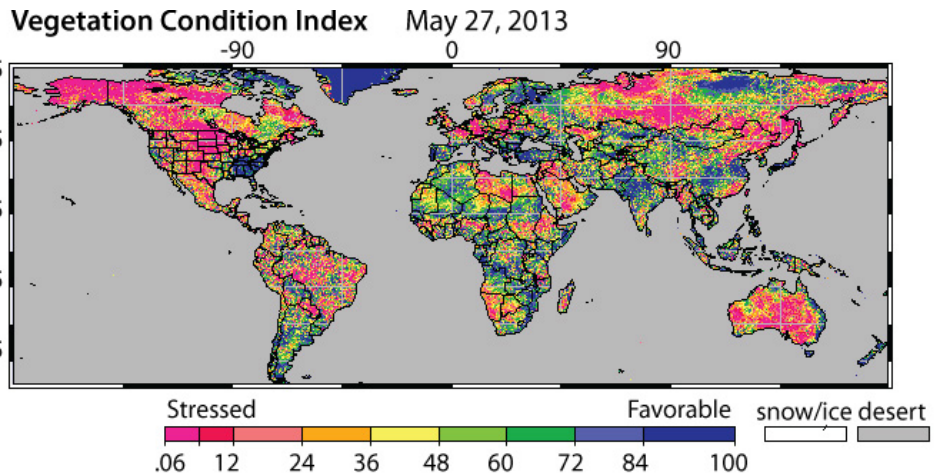 Vegetation Condition Index May 27, 2013
-90 0 90
S
S
S
S
S
Stressed Favorable snow/ice desert
.06 12 24 36 48 60 72 84 100